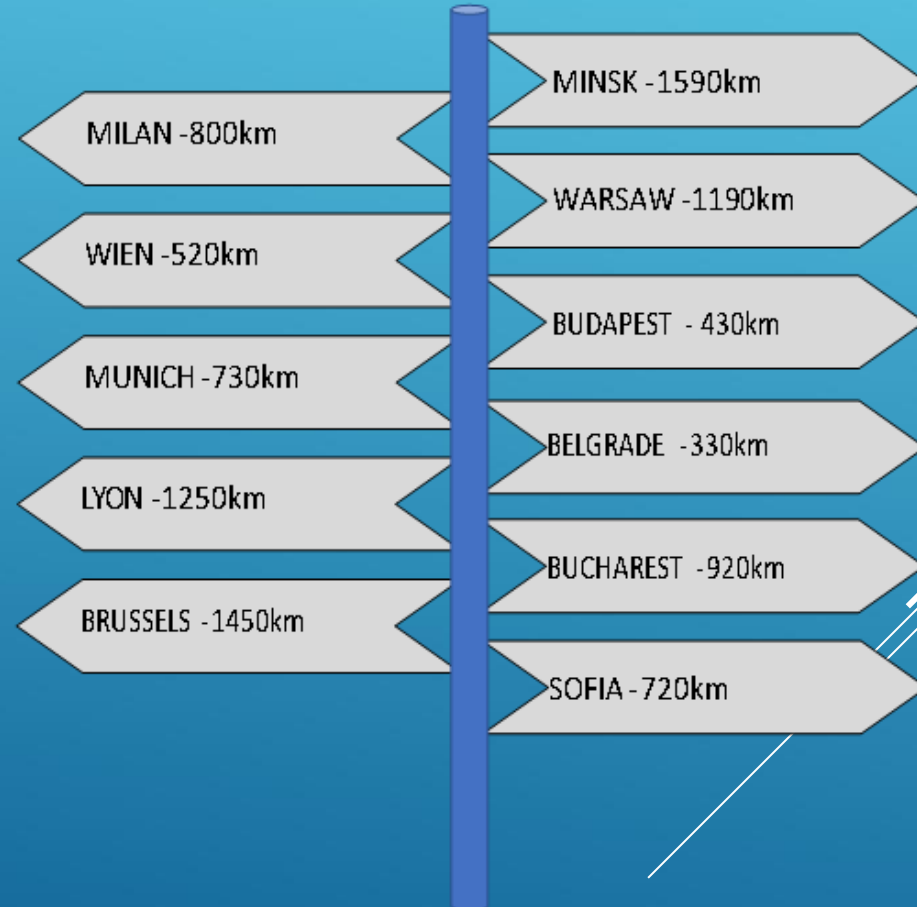 MILAN -800km
WIEN -520km
MUNICH -730km
LYON -1250km
BRUSSELS -1450km
MINSK -1590km
WARSAW -1190km
BUDAPEST - 430km
BELGRADE -330km
BUCHAREST -920km
SOFIA -720km